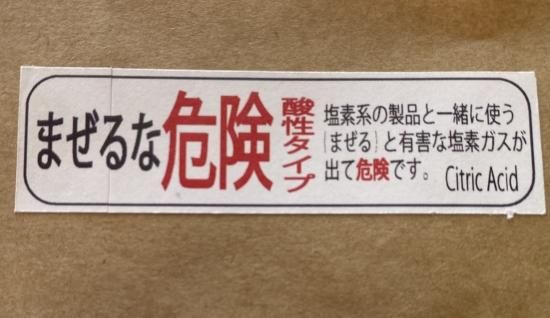 まぜるな危険
酸性タイプ
塩素系の製品と一緒に使う
(まぜる)と有害な塩素ガスが
出て危険です。 Citric Acid